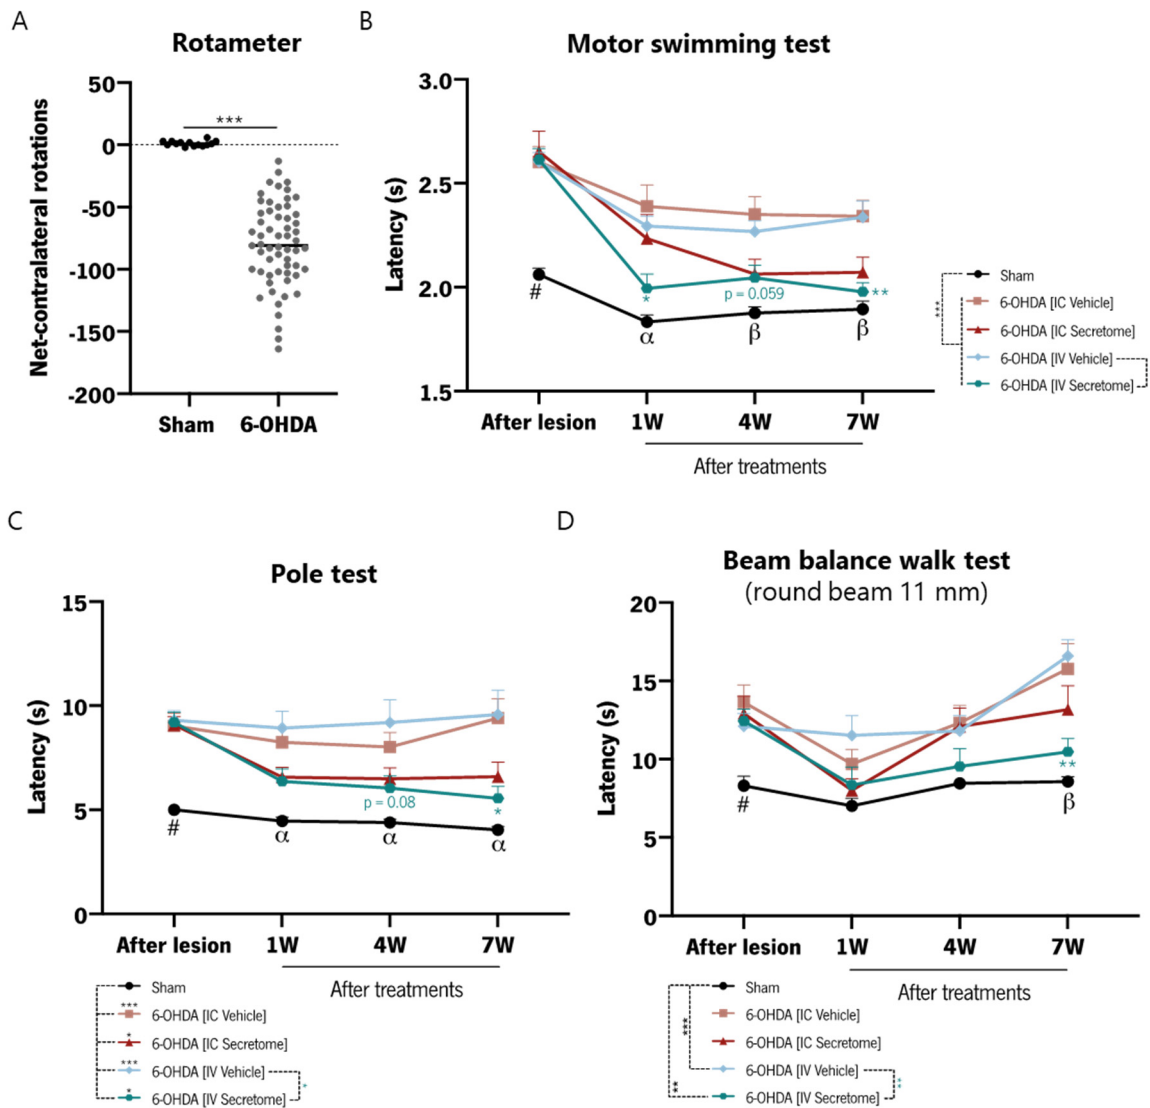 A
Rotameter
Net-contralateral rotations
50
0
-50
-100
-150
-200
***
Sham
6-OHDA
B
Motor swimming test
Latency (s)
3.0
2.5
2.0
1.5
#
*
α
p = 0.059
β
**
β
After lesion
1W
4W
7W
After treatments
***
Sham
6-OHDA [IC Vehicle]
6-OHDA [IC Secretome]
6-OHDA [IV Vehicle]
6-OHDA [IV Secretome]
C
Pole test
Latency (s)
15
10
5
0
#
α
p = 0.08
α
*
α
After lesion
1W
4W
7W
After treatments
Sham
*** 6-OHDA [IC Vehicle]
* 6-OHDA [IC Secretome]
*** 6-OHDA [IV Vehicle]
* 6-OHDA [IV Secretome]
*
D
Beam balance walk test
(round beam 11 mm)
Latency (s)
20
15
10
5
0
#
**
β
After lesion
1W
4W
7W
After treatments
Sham
6-OHDA [IC Vehicle]
6-OHDA [IC Secretome]
6-OHDA [IV Vehicle]
6-OHDA [IV Secretome]
***
**
**